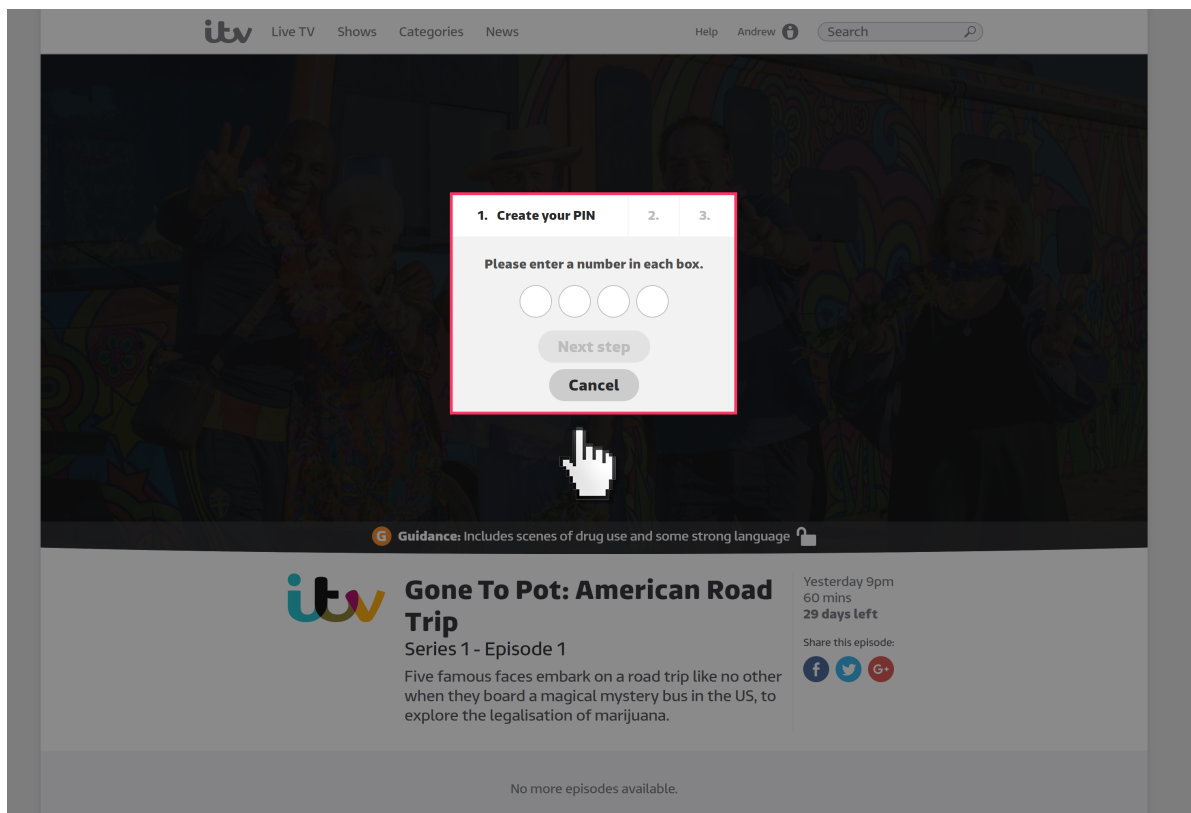 itv Live TV Shows Categories News Help Andrew Search
1. Create your PIN 2. 3.
Please enter a number in each box.
Next step
Cancel
G Guidance: Includes scenes of drug use and some strong language
itv
Gone To Pot: American Road
Trip
Series 1 - Episode 1
Five famous faces embark on a road trip like no other
when they board a magical mystery bus in the US, to
explore the legalisation of marijuana.
Yesterday 9pm
60 mins
29 days left
Share this episode:
f G+
No more episodes available.